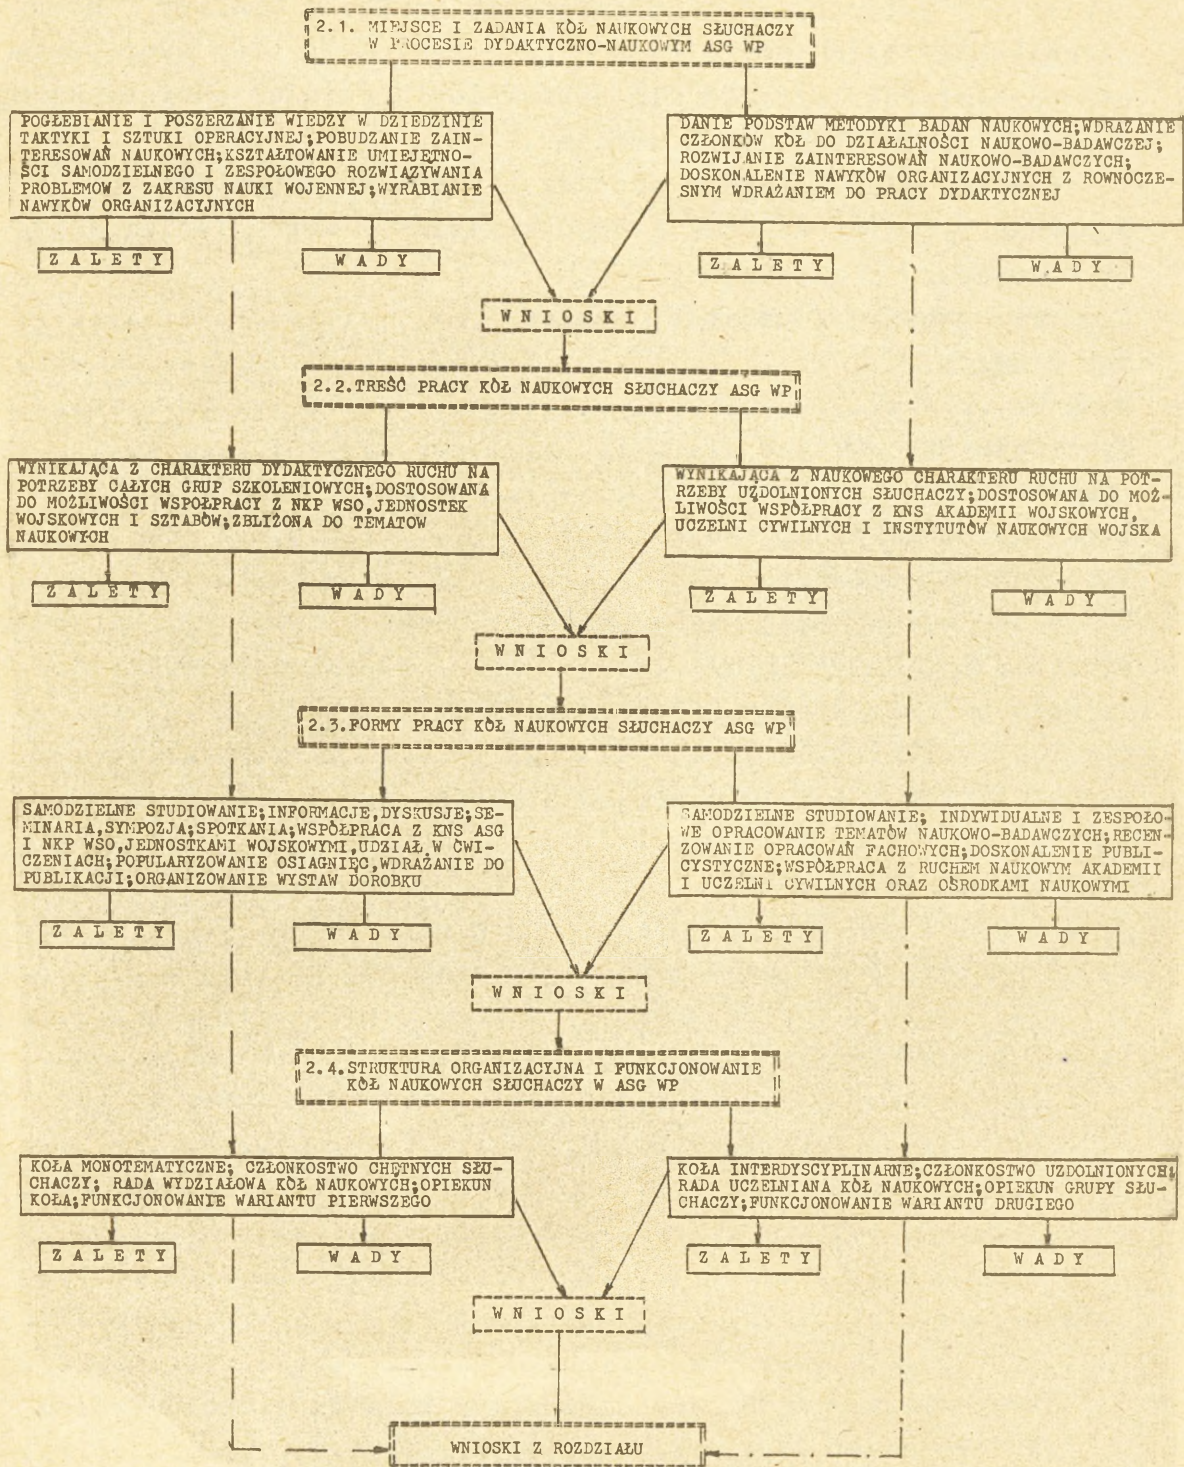 2.1. MIEJSCE I ZADANIA KÓŁ NAUKOWYCH SŁUCHACZY
W PROCESIE DYDAKTYCZNO-NAUKOWYM ASG WP
POGŁEBIANIE I POSZERZANIE WIEDZY W DZIEDZINIE
TAKTYKI I SZTUKI OPERACYJNEJ;POBUDZANIE ZAIN-
TERESOWAŃ NAUKOWYCH;KSZTAŁTOWANIE UMIEJĘTNO-
ŚCI SAMODZIELNEGO I ZESPOŁOWEGO ROZWIĄZYWANIA
PROBLEMOW Z ZAKRESU NAUKI WOJENNEJ;WYRABIANIE
NAWYKÓW ORGANIZACYJNYCH
DANIE PODSTAW METODYKI BADAN NAUKOWYCH;WDRAŻANIE
CZŁONKÓW KÓŁ DO DZIAŁALNOŚCI NAUKOWO-BADAWCZEJ;
ROZWIJANIE ZAINTERESOWAŃ NAUKOWO-BADAWCZYCH;
DOSKONALENIE NAWYKÓW ORGANIZACYJNYCH Z ROWNOCZE-
SNYM WDRAŻANIEM DO PRACY DYDAKTYCZNEJ
Z A L E T Y
W A D Y
Z A L E T Y
W A D Y
W N I O S K I
2.2.TREŚĆ PRACY KÓŁ NAUKOWYCH SŁUCHACZY ASG WP
WYNIKAJĄCA Z CHARAKTERU DYDAKTYCZNEGO RUCHU NA
POTRZEBY CAŁYCH GRUP SZKOLENIOWYCH;DOSTOSOWANA
DO MOŻLIWOŚCI WSPÓŁPRACY Z NKP WSO,JEDNOSTEK
WOJSKOWYCH I SZTABÓW;ZBLIŻONA DO TEMATOW
NAUKOWYCH
WYNIKAJĄCA Z NAUKOWEGO CHARAKTERU RUCHU NA POT-
RZEBY UZDOLNIONYCH SŁUCHACZY;DOSTOSOWANA DO MOŻ-
LIWOŚCI WSPÓŁPRACY Z KNS AKADEMII WOJSKOWYCH,
UCZELNI CYWILNYCH I INSTYTUTÓW NAUKOWYCH WOJSKA
Z A L E T Y
W A D Y
Z A L E T Y
W A D Y
W N I O S K I
2.3.FORMY PRACY KÓŁ NAUKOWYCH SŁUCHACZY ASG WP
SAMODZIELNE STUDIOWANIE;INFORMACJE,DYSKUSJE;SE-
MINARIA,SYMPOZJA;SPOTKANIA;WSPÓŁPRACA Z KNS ASG
I NKP WSO,JEDNOSTKAMI WOJSKOWYMI,UDZIAŁ W ĆWI-
CZENIACH;POPULARYZOWANIE OSIAGNIĘC,WDRAŻANIE DO
PUBLIKACJI;ORGANIZOWANIE WYSTAW DOROBKU
SAMODZIELNE STUDIOWANIE; INDYWIDUALNE I ZESPOŁO-
WE OPRACOWANIE TEMATÓW NAUKOWO-BADAWCZYCH;RECEN-
ZOWANIE OPRACOWAŃ FACHOWYCH;DOSKONALENIE PUBLI-
CYSTYCZNE;WSPÓŁPRACA Z RUCHEM NAUKOWYM AKADEMII
I UCZELNI CYWILNYCH ORAZ OŚRODKAMI NAUKOWYMI
Z A L E T Y
W A D Y
Z A L E T Y
W A D Y
W N I O S K I
2.4.STRUKTURA ORGANIZACYJNA I FUNKCJONOWANIE
KÓŁ NAUKOWYCH SŁUCHACZY W ASG WP
KOŁA MONOTEMATYCZNE; CZŁONKOSTWO CHĘTNYCH SŁU-
CHACZY; RADA WYDZIAŁOWA KÓŁ NAUKOWYCH;OPIEKUN
KOŁA;FUNKCJONOWANIE WARIANTU PIERWSZEGO
KOŁA INTERDYSCYPLINARNE;CZŁONKOSTWO UZDOLNIONYCH;
RADA UCZELNIANA KÓŁ NAUKOWYCH;OPIEKUN GRUPY SŁU-
CHACZY;FUNKCJONOWANIE WARIANTU DRUGIEGO
Z A L E T Y
W A D Y
Z A L E T Y
W A D Y
W N I O S K I
WNIOSKI Z ROZDZIAŁU